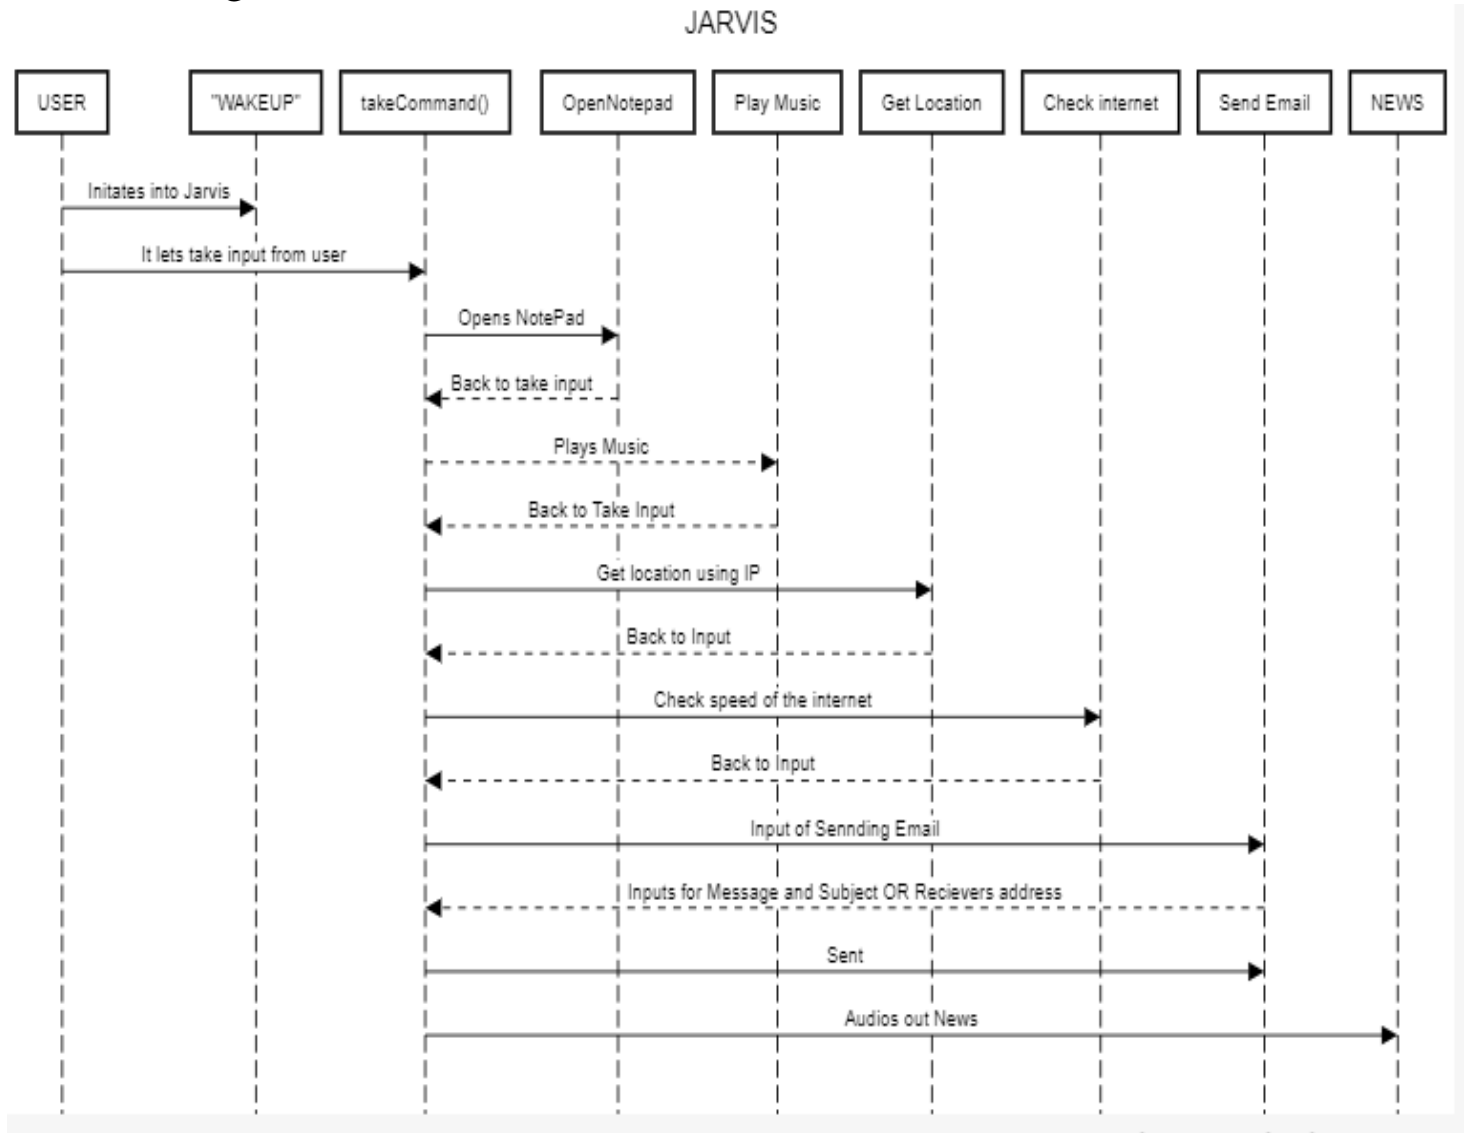 JARVIS
USER
"WAKEUP"
takeCommand()
OpenNotepad
Play Music
Get Location
Check internet
Send Email
NEWS
Initates into Jarvis
It lets take input from user
Opens NotePad
Back to take input
Plays Music
Back to Take Input
Get location using IP
Back to Input
Check speed of the internet
Back to Input
Input of Sennding Email
Inputs for Message and Subject OR Recievers address
Sent
Audios out News